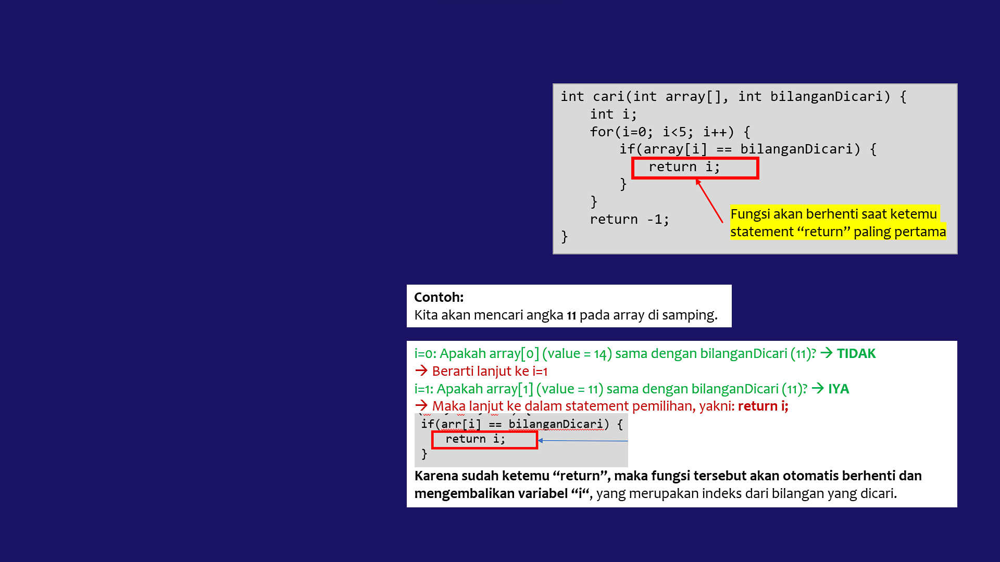 int cari(int array[], int bilanganDicari) {
int i;
for(i=0; i<5; i++) {
if(array[i] == bilanganDicari) {
return i;
}
}
return -1;
}
Fungsi akan berhenti saat ketemu
statement “return” paling pertama
Contoh:
Kita akan mencari angka 11 pada array di samping.
i=0: Apakah array[0] (value = 14) sama dengan bilanganDicari (11)? → TIDAK
→ Berarti lanjut ke i=1
i=1: Apakah array[1] (value = 11) sama dengan bilanganDicari (11)? → IYA
→ Maka lanjut ke dalam statement pemilihan, yakni: return i;
if(arr[i] == bilanganDicari) {
return i;
}
Karena sudah ketemu “return”, maka fungsi tersebut akan otomatis berhenti dan
mengembalikan variabel “i“, yang merupakan indeks dari bilangan yang dicari.